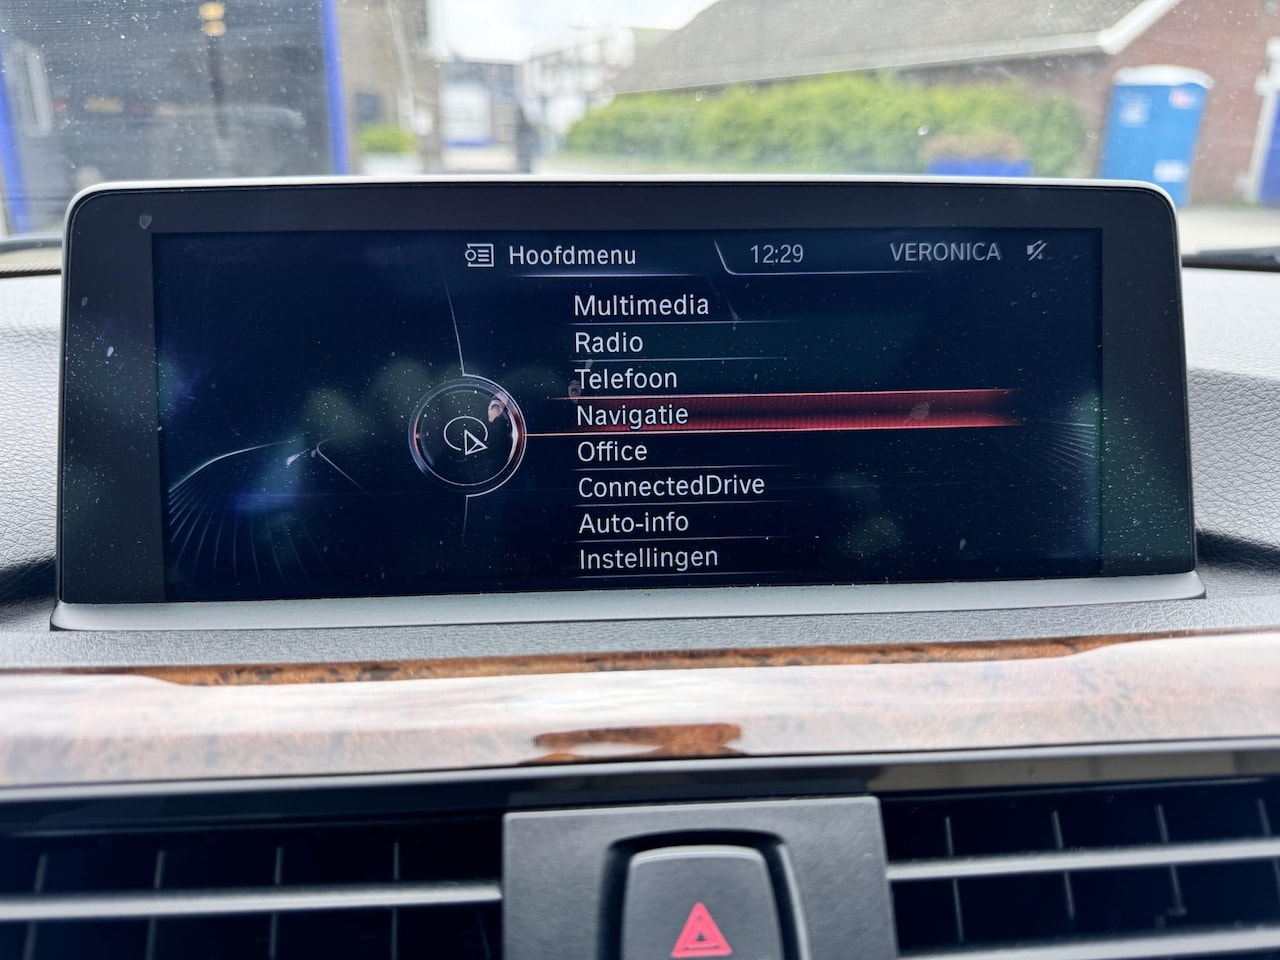 Hoofdmenu 12:29 VERONICA
Multimedia
Radio
Telefoon
Navigatie
Office
ConnectedDrive
Auto-info
Instellingen